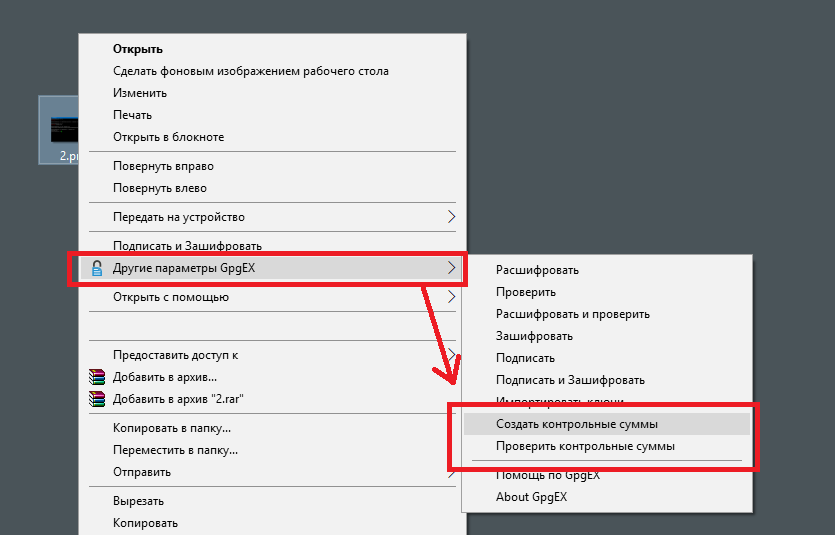 Открыть
Сделать фоновым изображением рабочего стола
Изменить
Печать
Открыть в блокноте
Повернуть вправо
Повернуть влево
Передать на устройство
Подписать и Зашифровать
Другие параметры GpgEX
Открыть с помощью
Предоставить доступ к
Добавить в архив...
Добавить в архив "2.rar"
Копировать в папку...
Переместить в папку...
Отправить
Вырезать
Копировать
Расшифровать
Проверить
Расшифровать и проверить
Зашифровать
Подписать
Подписать и Зашифровать
Импортировать ключи
Создать контрольные суммы
Проверить контрольные суммы
Помощь по GpgEX
About GpgEX